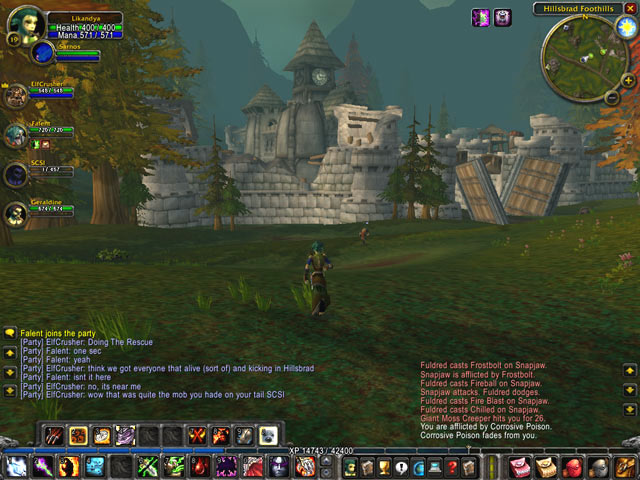 Likandya
Health 400 / 400
Mana 571 / 571
Sarnos
ElfCrusher
548 / 548
Falent
720 / 720
SCSI
Geraldine
674 / 674
Hillsbrad Foothills
N
Falent joins the party
[Party] ElfCrusher: Doing The Rescue
[Party] Falent: one sec
[Party] Falent: yeah
[Party] ElfCrusher: think we got everyone that alive (sort of) and kicking in Hillsbrad
[Party] Falent: isnt it here
[Party] ElfCrusher: no, its near me
[Party] ElfCrusher: wow that was quite the mob you hade on your tail SCSI
Fuldred casts Frostbolt on Snapjaw.
Snapjaw is afflicted by Frostbolt.
Fuldred casts Fireball on Snapjaw.
Snapjaw attacks. Fuldred dodges.
Fuldred casts Fire Blast on Snapjaw.
Fuldred casts Chilled on Snapjaw.
Giant Moss Creeper hits you for 26.
You are afflicted by Corrosive Poison.
Corrosive Poison fades from you.
XP 14743 / 42400